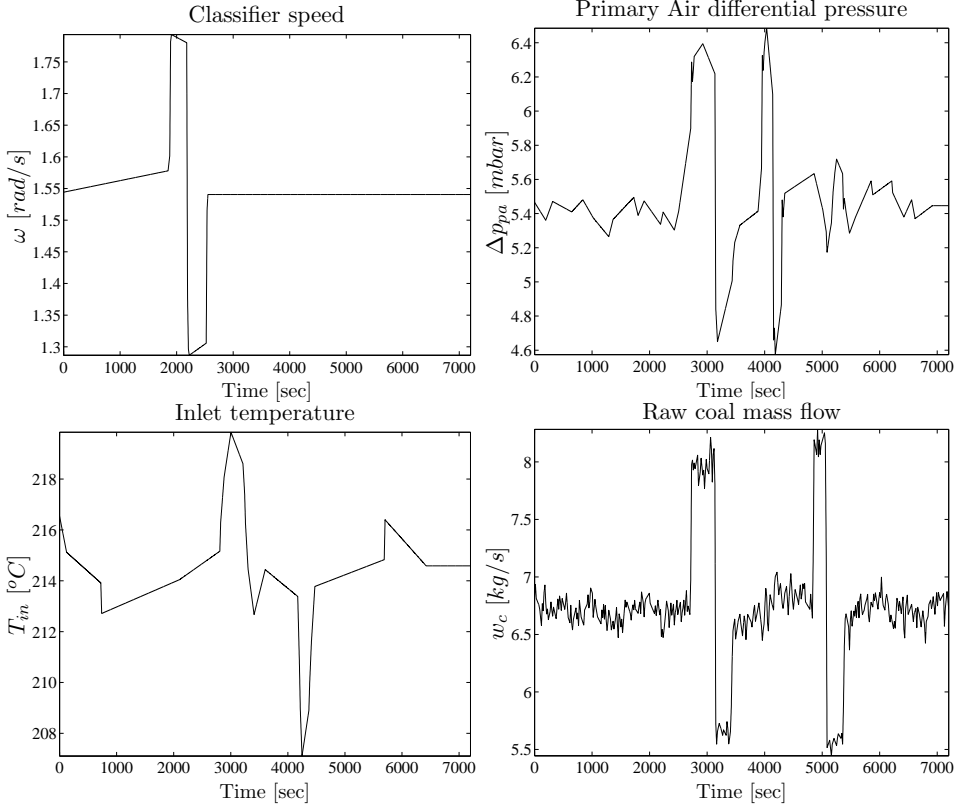 Classifier speed
1.75
1.7
1.65
1.6
1.55
1.5
1.45
1.4
1.35
1.3
ω [rad/s]
0 1000 2000 3000 4000 5000 6000 7000
Time [sec]
Primary Air differential pressure
6.4
6.2
6
5.8
5.6
5.4
5.2
5
4.8
4.6
Δp_pa [mbar]
0 1000 2000 3000 4000 5000 6000 7000
Time [sec]
Inlet temperature
218
216
214
212
210
208
T_in [°C]
0 1000 2000 3000 4000 5000 6000 7000
Time [sec]
Raw coal mass flow
8
7.5
7
6.5
6
5.5
w_c [kg/s]
0 1000 2000 3000 4000 5000 6000 7000
Time [sec]